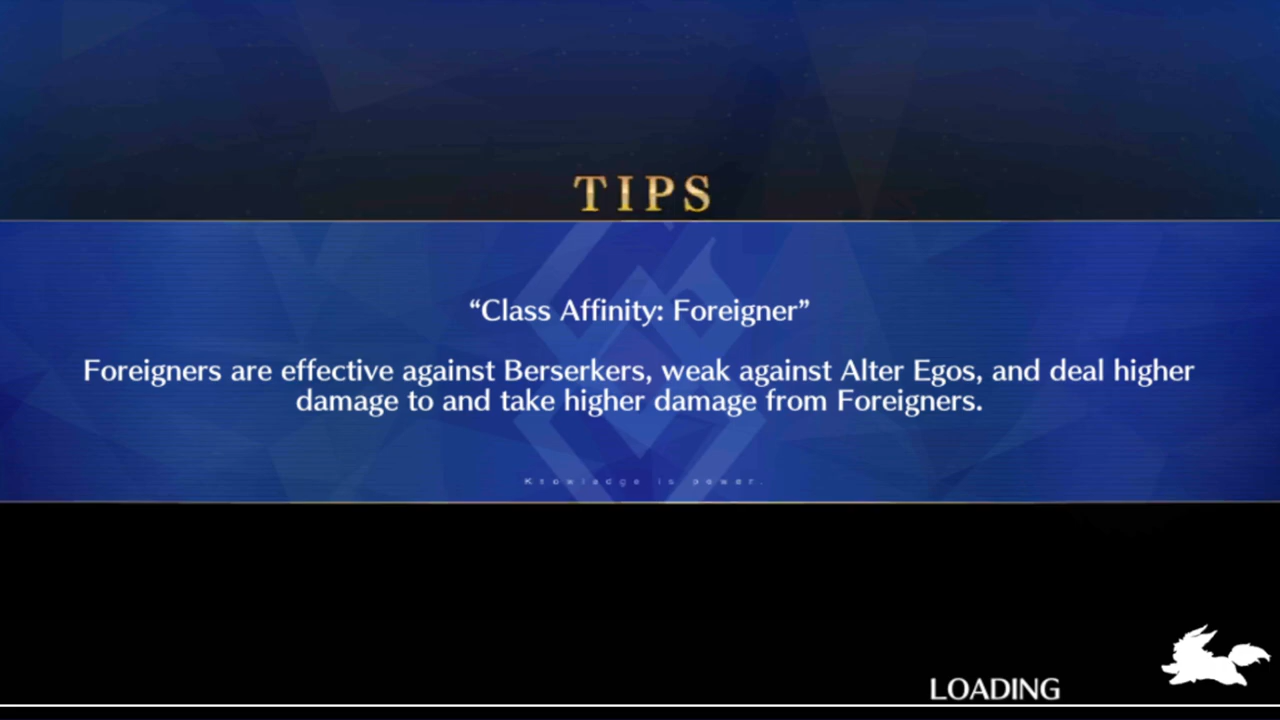 TIPS
“Class Affinity: Foreigner”
Foreigners are effective against Berserkers, weak against Alter Egos, and deal higher
damage to and take higher damage from Foreigners.
Knowledge is power.
LOADING